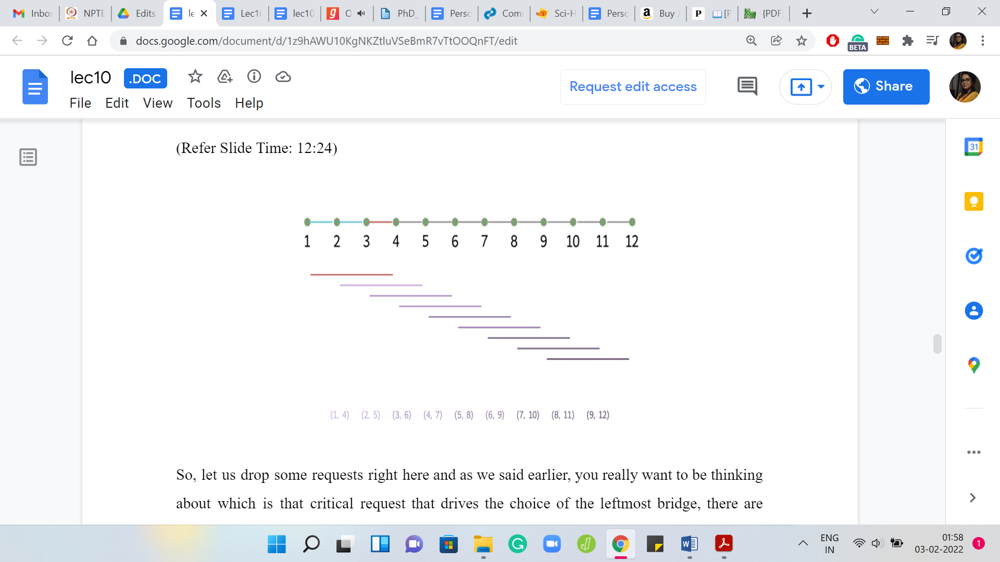 Inbo NPTE Edits le Lec1 lec10 O PhD_ Perso Com Sci-H Perso Buy J [P {PDF
docs.google.com/document/d/1z9hAWU10KgNKZtluVSeBmR7vTtOOQnFT/edit
BETA
lec10 .DOC
Request edit access Share
File Edit View Tools Help
31
(Refer Slide Time: 12:24)
1 2 3 4 5 6 7 8 9 10 11 12
(1, 4) (2, 5) (3, 6) (4, 7) (5, 8) (6, 9) (7, 10) (8, 11) (9, 12)
So, let us drop some requests right here and as we said earlier, you really want to be thinking
about which is that critical request that drives the choice of the leftmost bridge, there are
ENG
IN
01:58
03-02-2022
1